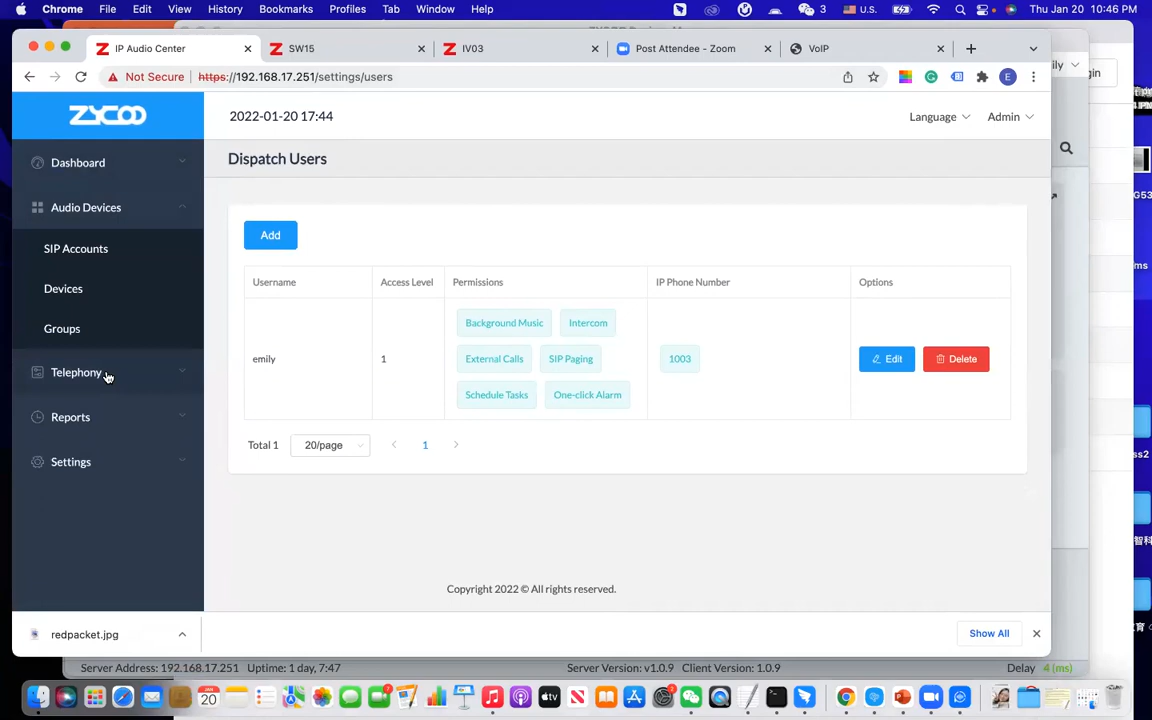 Chrome File Edit View History Bookmarks Profiles Tab Window Help 3 U.S. Thu Jan 20 10:46 PM
IP Audio Center SW15 IV03 Post Attendee - Zoom VoIP
Not Secure https://192.168.17.251/settings/users E
ZYCOO
2022-01-20 17:44
Language Admin
Dashboard
Audio Devices
SIP Accounts
Devices
Groups
Telephony
Reports
Settings
Dispatch Users
Add
Username Access Level Permissions IP Phone Number Options
Background Music Intercom
emily 1 External Calls SIP Paging 1003 Edit Delete
Schedule Tasks One-click Alarm
Total 1 20/page 1
Copyright 2022 © All rights reserved.
redpacket.jpg Show All
Server Address: 192.168.17.251 Uptime: 1 day, 7:47 Server Version: v1.0.9 Client Version: 1.0.9 Delay 4 (ms)